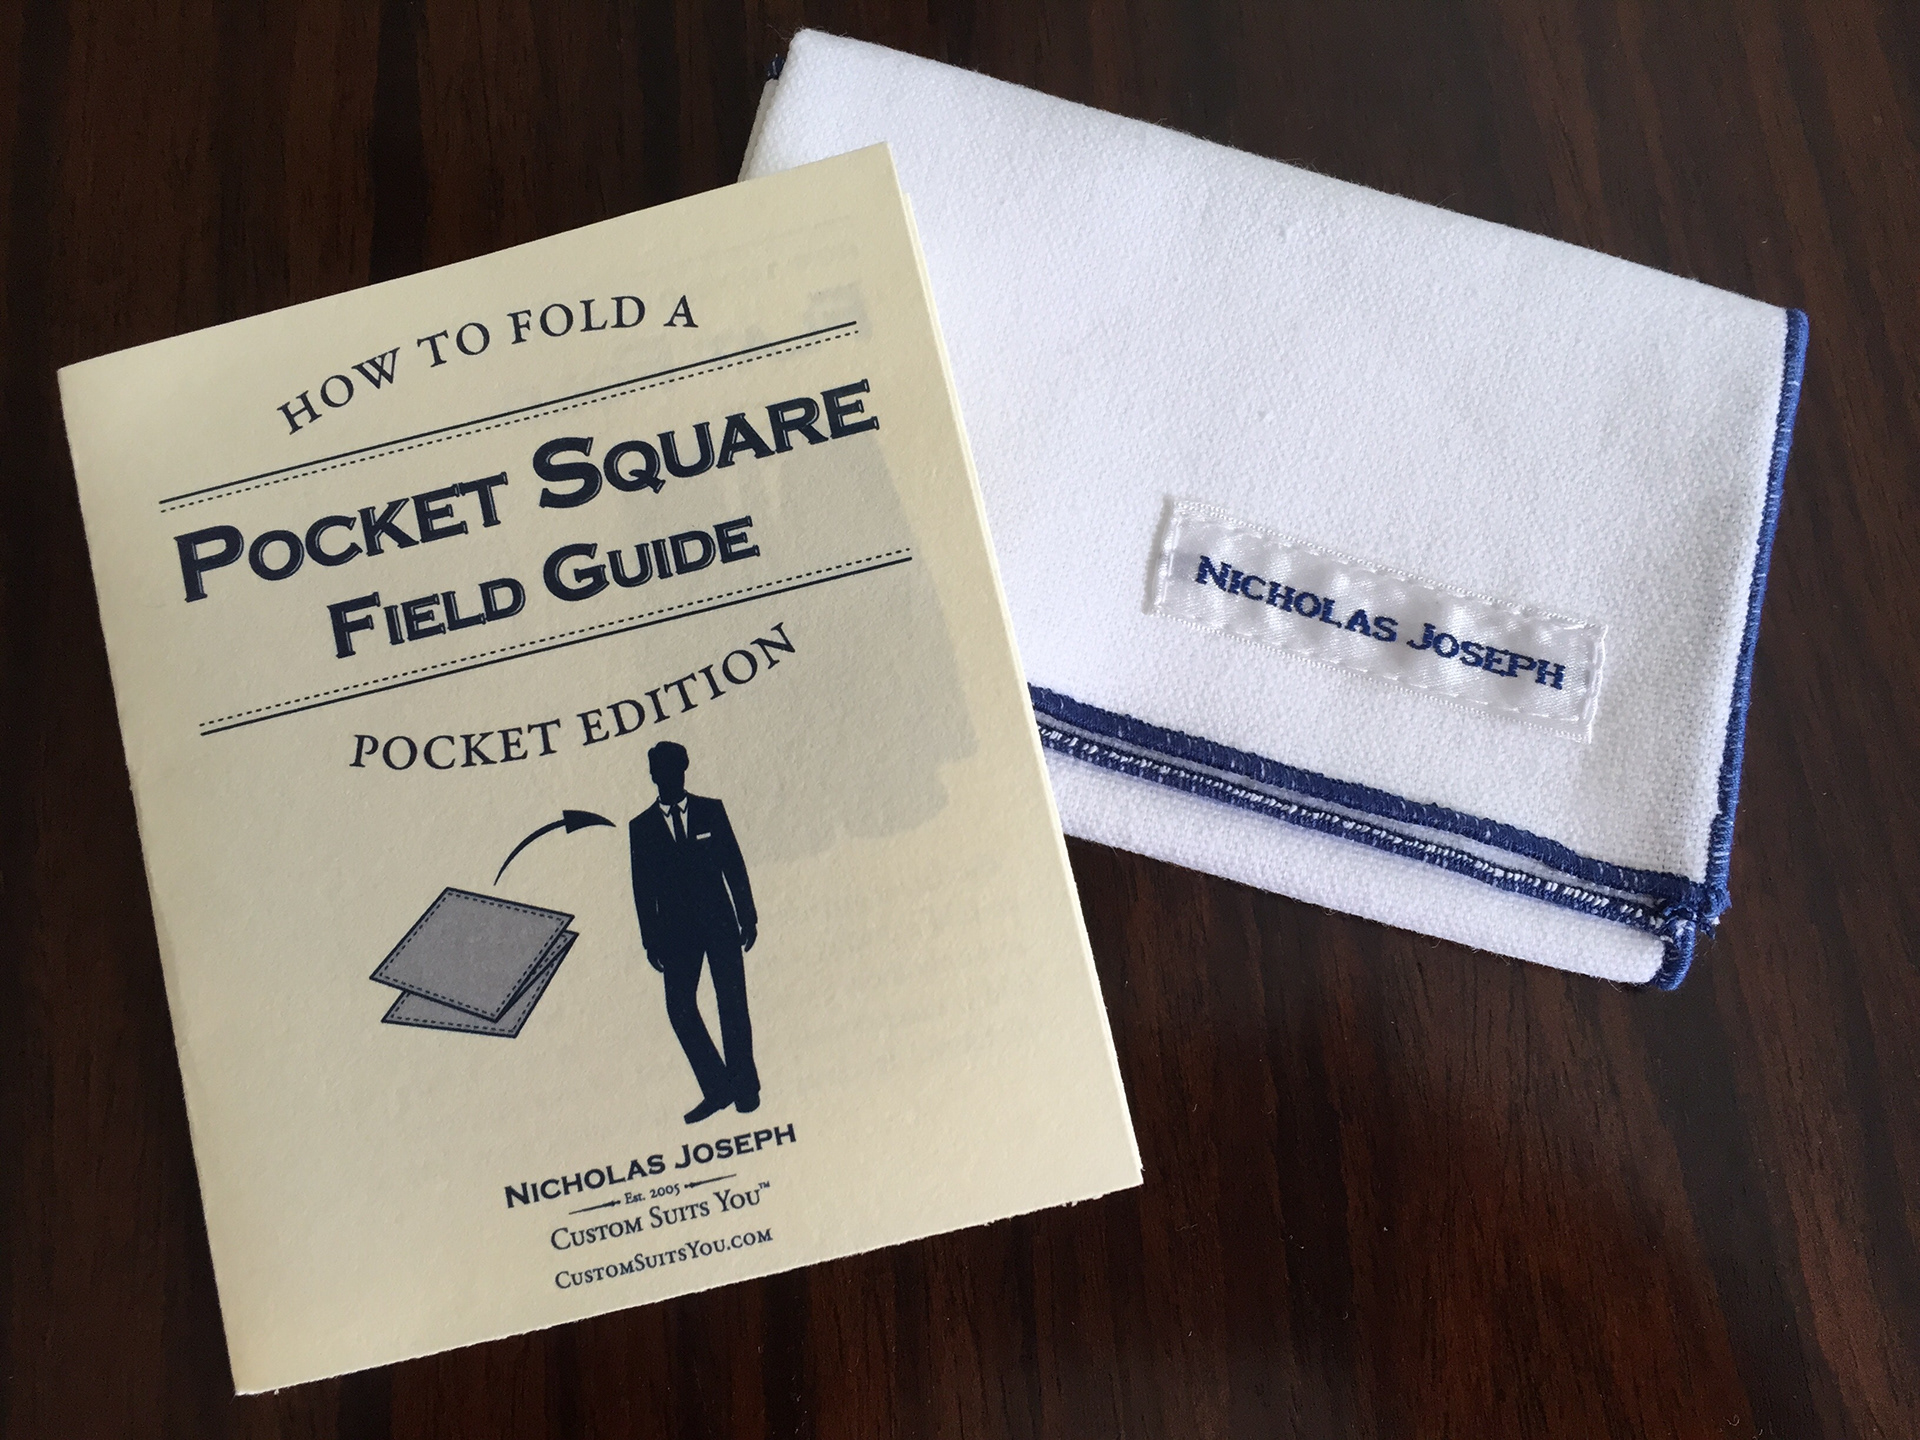 HOW TO FOLD A
POCKET SQUARE
FIELD GUIDE
POCKET EDITION
NICHOLAS JOSEPH
EST. 2005
CUSTOM SUITS YOU™
CUSTOMSUITSYOU.COM
NICHOLAS JOSEPH